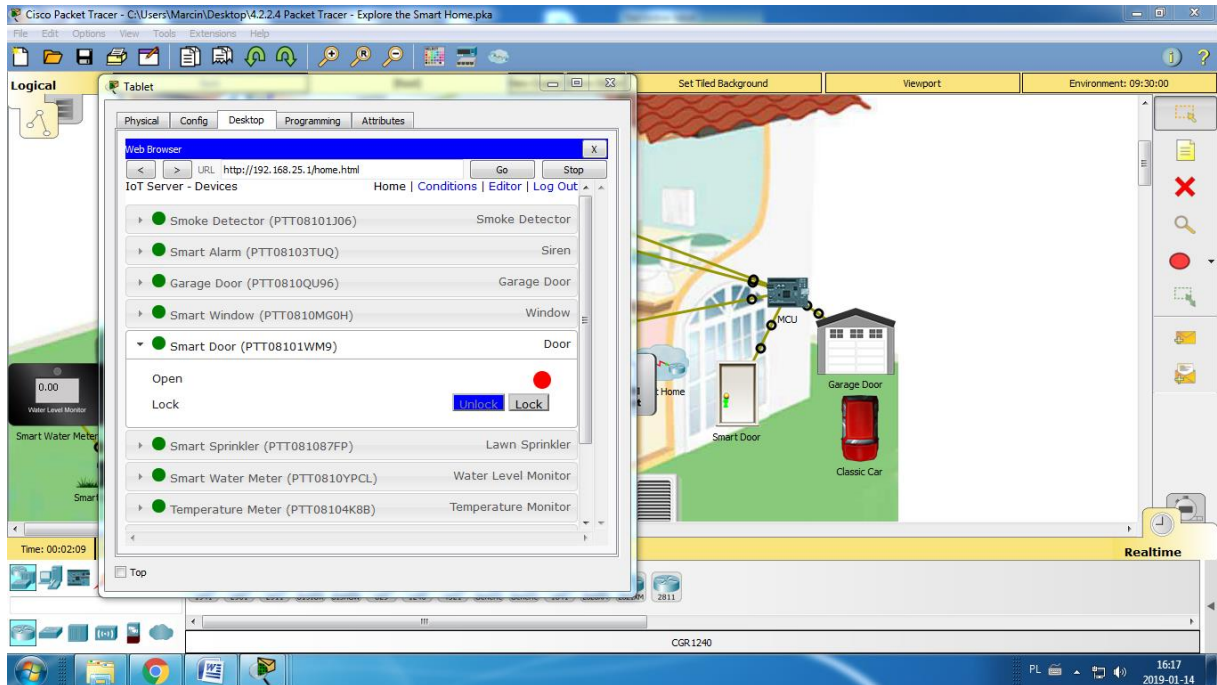 Cisco Packet Tracer - C:\Users\Marcin\Desktop\4.2.2.4 Packet Tracer - Explore the Smart Home.pka
File Edit Options View Tools Extensions Help
Logical
Set Tiled Background
Viewport
Environment: 09:30:00
Tablet
Physical Config Desktop Programming Attributes
Web Browser
X
< > URL http://192.168.25.1/home.html Go Stop
IoT Server - Devices Home | Conditions | Editor | Log Out
Smoke Detector (PTT08101J06) Smoke Detector
Smart Alarm (PTT08103TUQ) Siren
Garage Door (PTT0810QU96) Garage Door
Smart Window (PTT0810MG0H) Window
Smart Door (PTT08101WM9) Door
Open
Lock Unlock Lock
Smart Sprinkler (PTT081087FP) Lawn Sprinkler
Smart Water Meter (PTT0810YPCL) Water Level Monitor
Temperature Meter (PTT08104K8B) Temperature Monitor
Top
MCU
Garage Door
Home
Smart Door
Classic Car
0.00
Water Level Monitor
Smart Water Meter
Smart
Time: 00:02:09
Realtime
2811
CGR1240
PL
16:17
2019-01-14